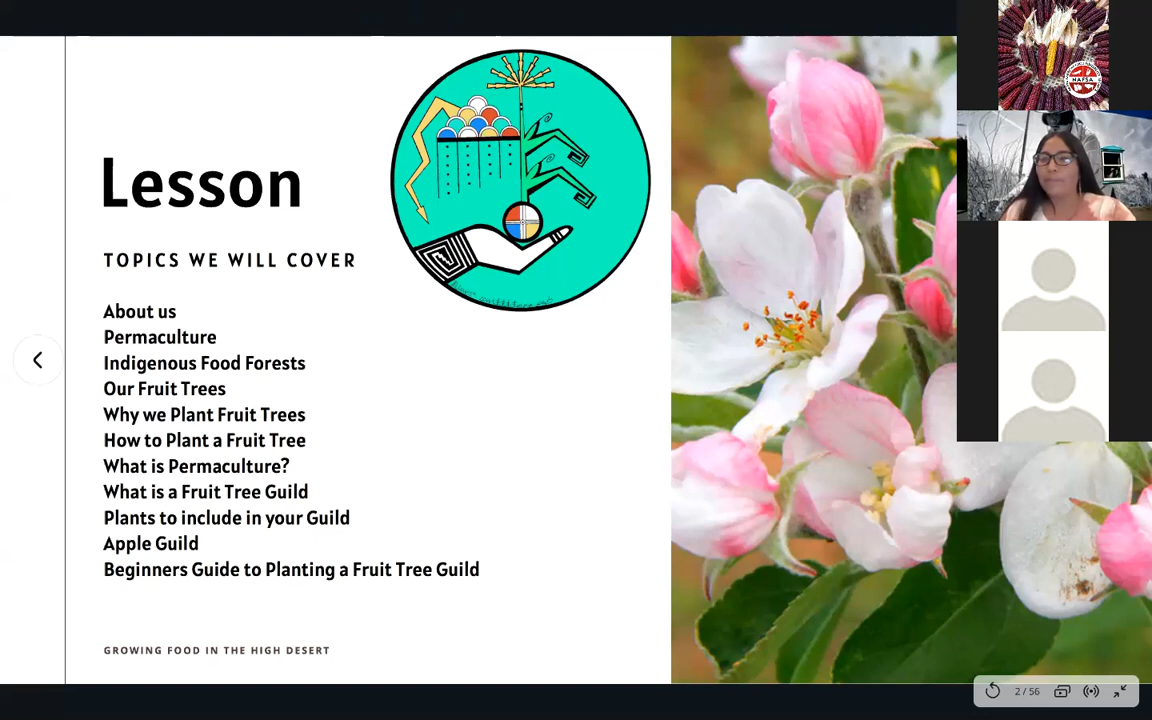 Lesson
TOPICS WE WILL COVER
About us
Permaculture
Indigenous Food Forests
Our Fruit Trees
Why we Plant Fruit Trees
How to Plant a Fruit Tree
What is Permaculture?
What is a Fruit Tree Guild
Plants to include in your Guild
Apple Guild
Beginners Guide to Planting a Fruit Tree Guild
GROWING FOOD IN THE HIGH DESERT
NAFSA
2 / 56